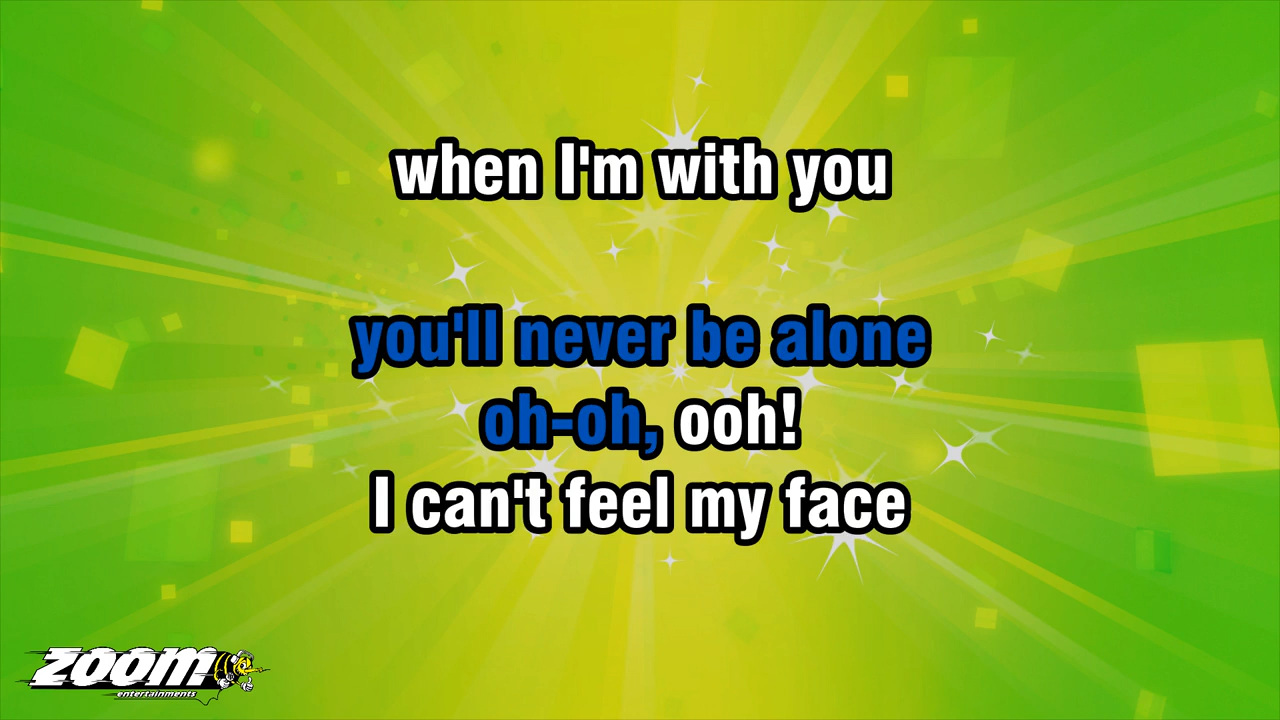 when I'm with you
you'll never be alone
oh-oh, ooh!
I can't feel my face
zoom
entertainments